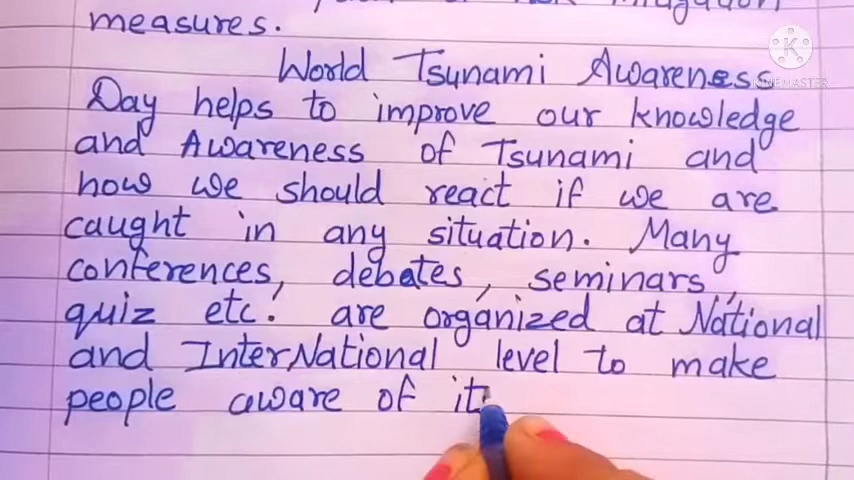 measures.
World Tsunami Awareness
Day helps to improve our knowledge
and Awareness of Tsunami and
how we should react if we are
caught in any situation. Many
conferences, debates, seminars,
quiz etc. are organized at National
and InterNational level to make
people aware of it
KINEMASTER